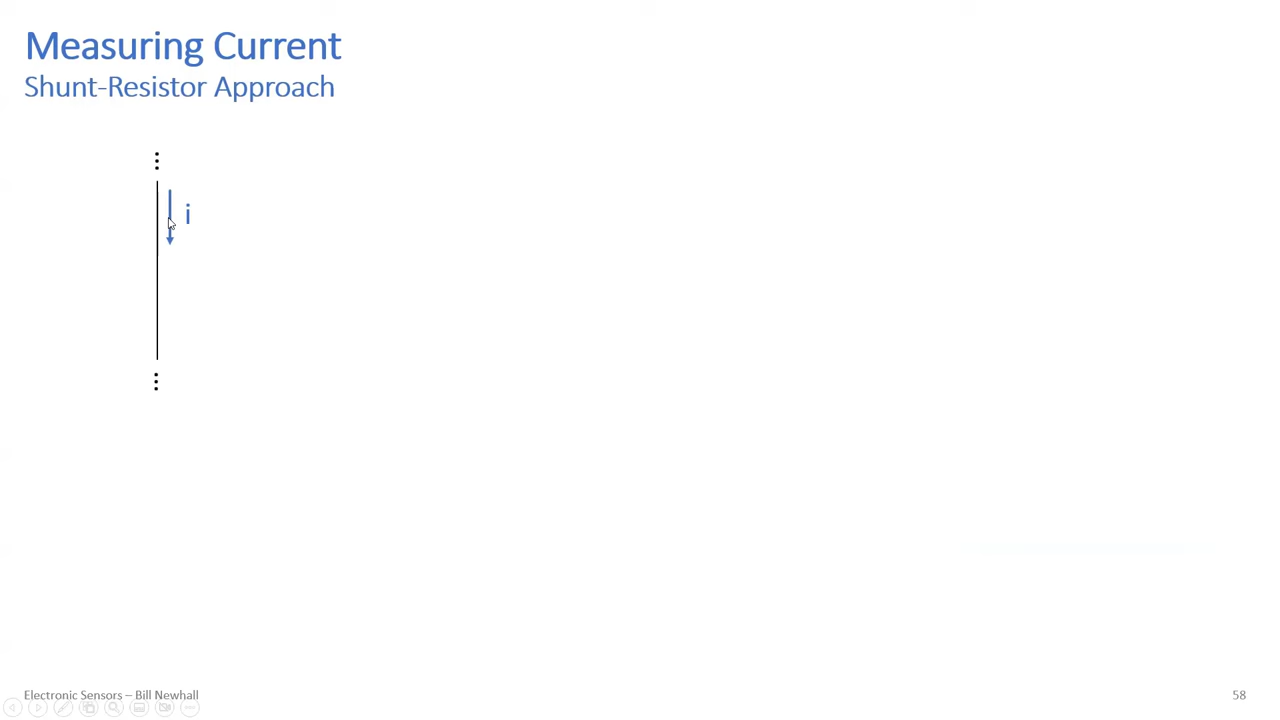 Measuring Current
Shunt-Resistor Approach
i
Electronic Sensors – Bill Newhall
58